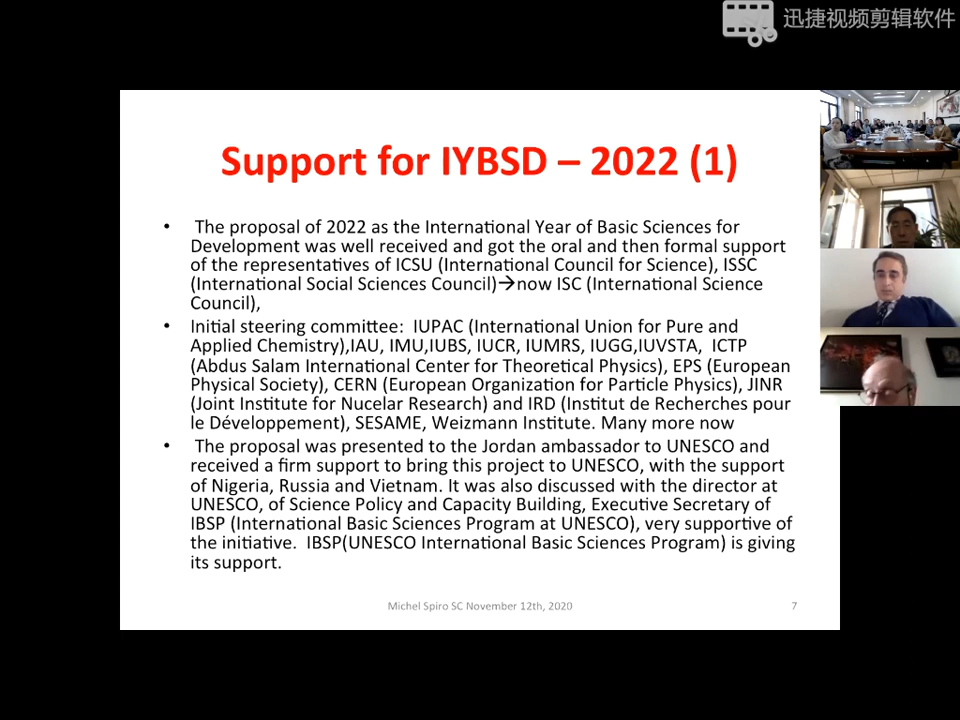 迅捷视频剪辑软件
Support for IYBSD – 2022 (1)
• The proposal of 2022 as the International Year of Basic Sciences for
Development was well received and got the oral and then formal support
of the representatives of ICSU (International Council for Science), ISSC
(International Social Sciences Council)→now ISC (International Science
Council),
• Initial steering committee: IUPAC (International Union for Pure and
Applied Chemistry),IAU, IMU,IUBS, IUCR, IUMRS, IUGG,IUVSTA, ICTP
(Abdus Salam International Center for Theoretical Physics), EPS (European
Physical Society), CERN (European Organization for Particle Physics), JINR
(Joint Institute for Nucelar Research) and IRD (Institut de Recherches pour
le Développement), SESAME, Weizmann Institute. Many more now
• The proposal was presented to the Jordan ambassador to UNESCO and
received a firm support to bring this project to UNESCO, with the support
of Nigeria, Russia and Vietnam. It was also discussed with the director at
UNESCO, of Science Policy and Capacity Building, Executive Secretary of
IBSP (International Basic Sciences Program at UNESCO), very supportive of
the initiative. IBSP(UNESCO International Basic Sciences Program) is giving
its support.
Michel Spiro SC November 12th, 2020
7